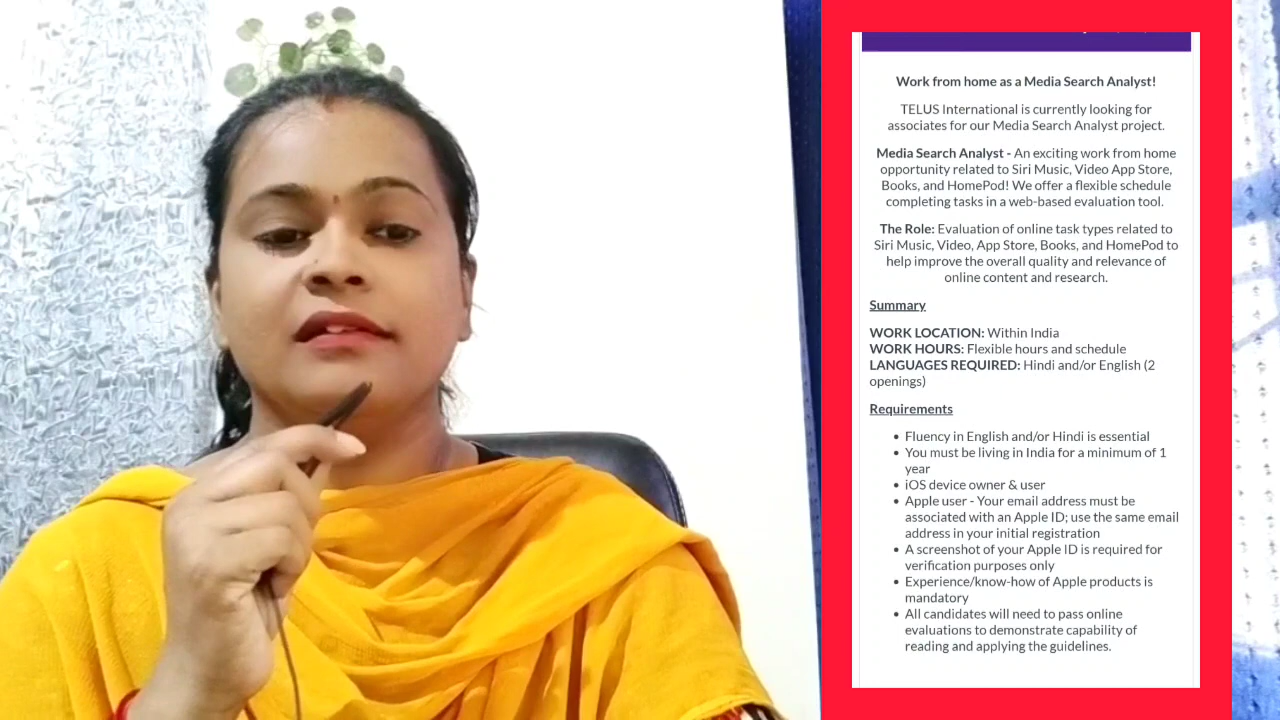 Work from home as a Media Search Analyst!
TELUS International is currently looking for
associates for our Media Search Analyst project.
Media Search Analyst - An exciting work from home
opportunity related to Siri Music, Video App Store,
Books, and HomePod! We offer a flexible schedule
completing tasks in a web-based evaluation tool.
The Role: Evaluation of online task types related to
Siri Music, Video, App Store, Books, and HomePod to
help improve the overall quality and relevance of
online content and research.
Summary
WORK LOCATION: Within India
WORK HOURS: Flexible hours and schedule
LANGUAGES REQUIRED: Hindi and/or English (2
openings)
Requirements
• Fluency in English and/or Hindi is essential
• You must be living in India for a minimum of 1
year
• iOS device owner & user
• Apple user - Your email address must be
associated with an Apple ID; use the same email
address in your initial registration
• A screenshot of your Apple ID is required for
verification purposes only
• Experience/know-how of Apple products is
mandatory
• All candidates will need to pass online
evaluations to demonstrate capability of
reading and applying the guidelines.